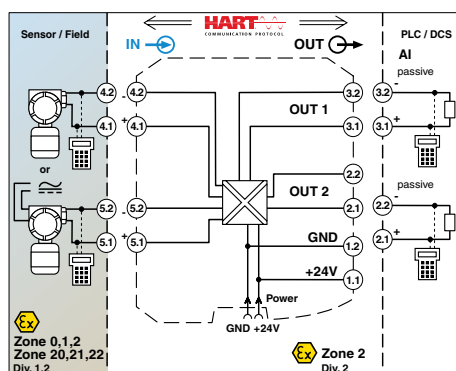 Sensor / Field
HART
COMMUNICATION PROTOCOL
PLC / DCS
IN
OUT
AI
passive
4.2 - 4.2
3.2 3.2 -
OUT 1
4.1 + 4.1
3.1 3.1 +
or
2.2
passive
OUT 2
5.2 - 5.2
2.1
2.2 -
5.1 + 5.1
GND 1.2
2.1 +
+24V
1.1
Power
GND +24V
Ex
Zone 0,1,2
Zone 20,21,22
Div. 1,2
Ex
Zone 2
Div. 2